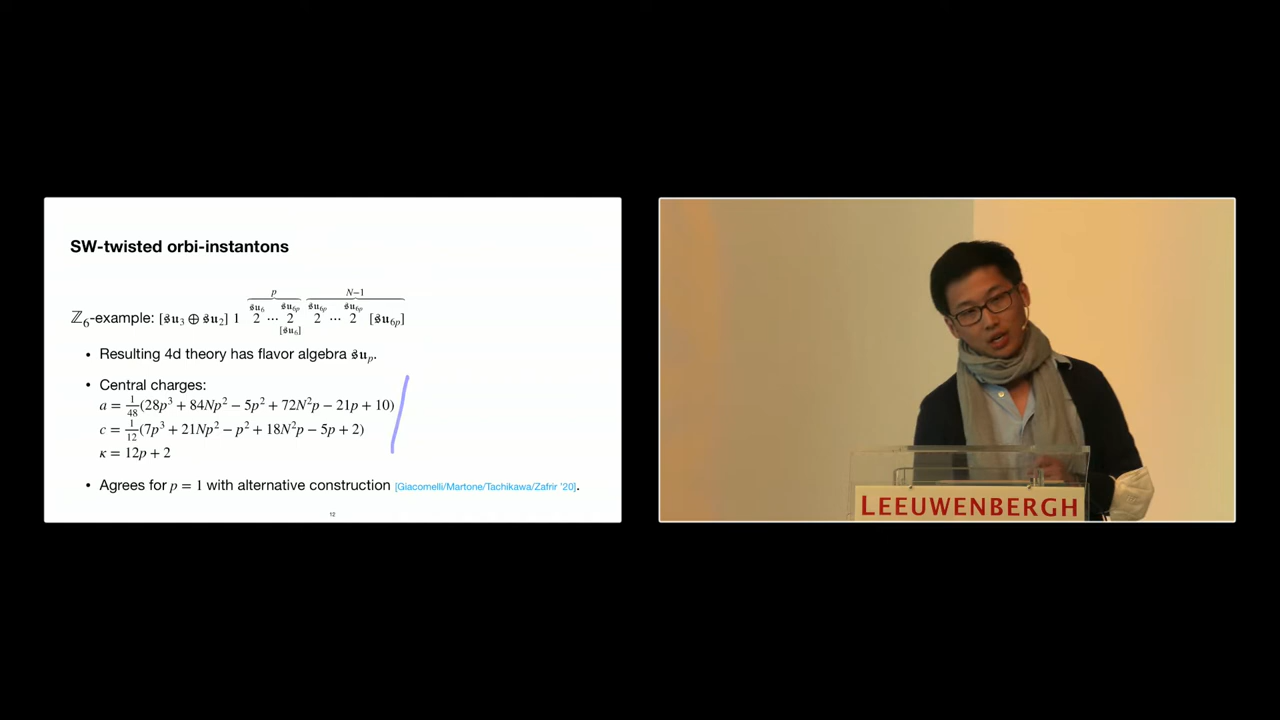 SW-twisted orbi-instantons
p N−1
𝔰𝔲₆ 𝔰𝔲₆ₚ 𝔰𝔲₆ₚ 𝔰𝔲₆ₚ
ℤ₆-example: [𝔰𝔲₃ ⊕ 𝔰𝔲₂] 1 2 ⋯ 2 2 ⋯ 2 [𝔰𝔲₆ₚ]
[𝔰𝔲₆]
• Resulting 4d theory has flavor algebra 𝔰𝔲ₚ.
• Central charges:
a = 1/48 (28p³ + 84Np² − 5p² + 72N²p − 21p + 10)
c = 1/12 (7p³ + 21Np² − p² + 18N²p − 5p + 2)
κ = 12p + 2
• Agrees for p = 1 with alternative construction [Giacomelli/Martone/Tachikawa/Zafrir '20].
12
LEEUWENBERGH